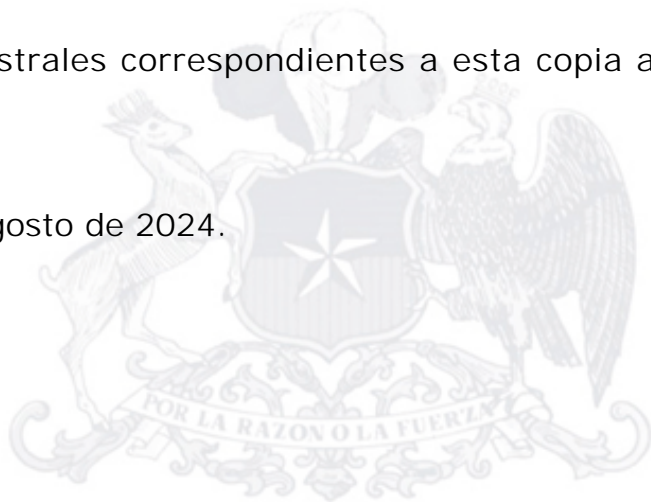 strales correspondientes a esta copia a
gosto de 2024.
POR LA RAZON O LA FUERZA